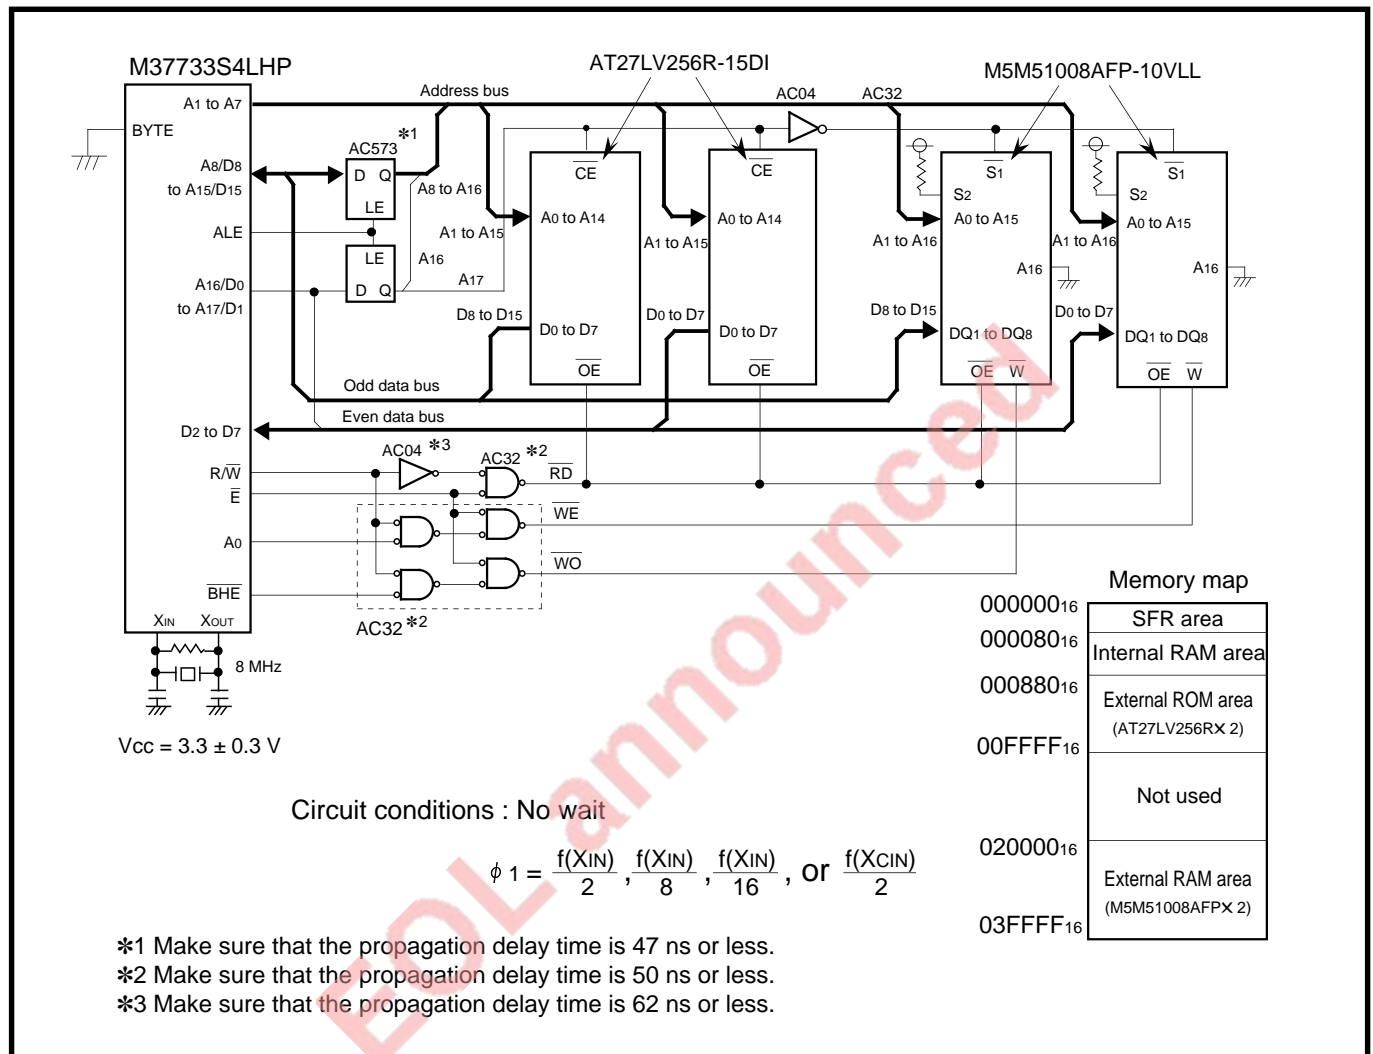 M37733S4LHP
AT27LV256R-15DI
M5M51008AFP-10VLL
A1 to A7
Address bus
AC04
AC32
BYTE
AC573
✻1
A8/D8
to A15/D15
D Q
LE
A8 to A16
CE
CE
S1
S1
S2
S2
A0 to A14
A0 to A14
A0 to A15
A0 to A15
A1 to A15
A1 to A15
A1 to A16
A1 to A16
ALE
LE
D Q
A16
A17
A16
A16
A16/D0
to A17/D1
D8 to D15
D0 to D7
D0 to D7
D0 to D7
D8 to D15
DQ1 to DQ8
D0 to D7
DQ1 to DQ8
OE
OE
OE W
OE W
Odd data bus
Even data bus
D2 to D7
AC04 ✻3
AC32 ✻2
R/W
RD
E
WE
A0
WO
BHE
AC32 ✻2
XIN XOUT
8 MHz
Vcc = 3.3 ± 0.3 V
Memory map
00000016
SFR area
00008016
Internal RAM area
00088016
External ROM area
(AT27LV256R✕2)
00FFFF16
Not used
02000016
External RAM area
(M5M51008AFP✕2)
03FFFF16
Circuit conditions : No wait
ϕ 1 = f(XIN)/2 , f(XIN)/8 , f(XIN)/16 , or f(XCIN)/2
✻1 Make sure that the propagation delay time is 47 ns or less.
✻2 Make sure that the propagation delay time is 50 ns or less.
✻3 Make sure that the propagation delay time is 62 ns or less.
EOL announced